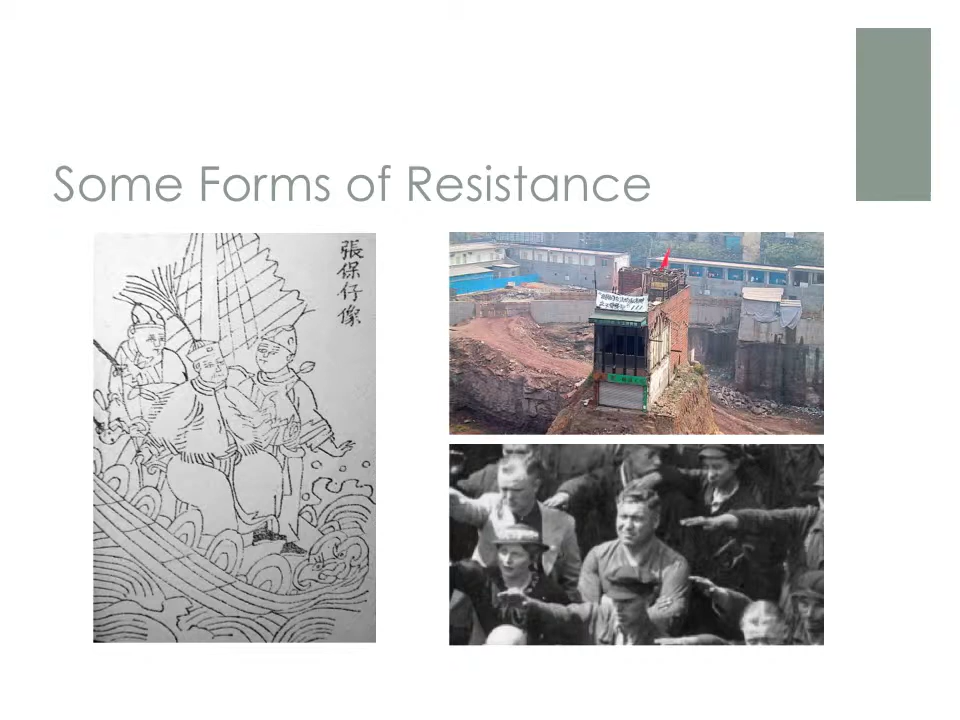 Some Forms of Resistance
張保仔像